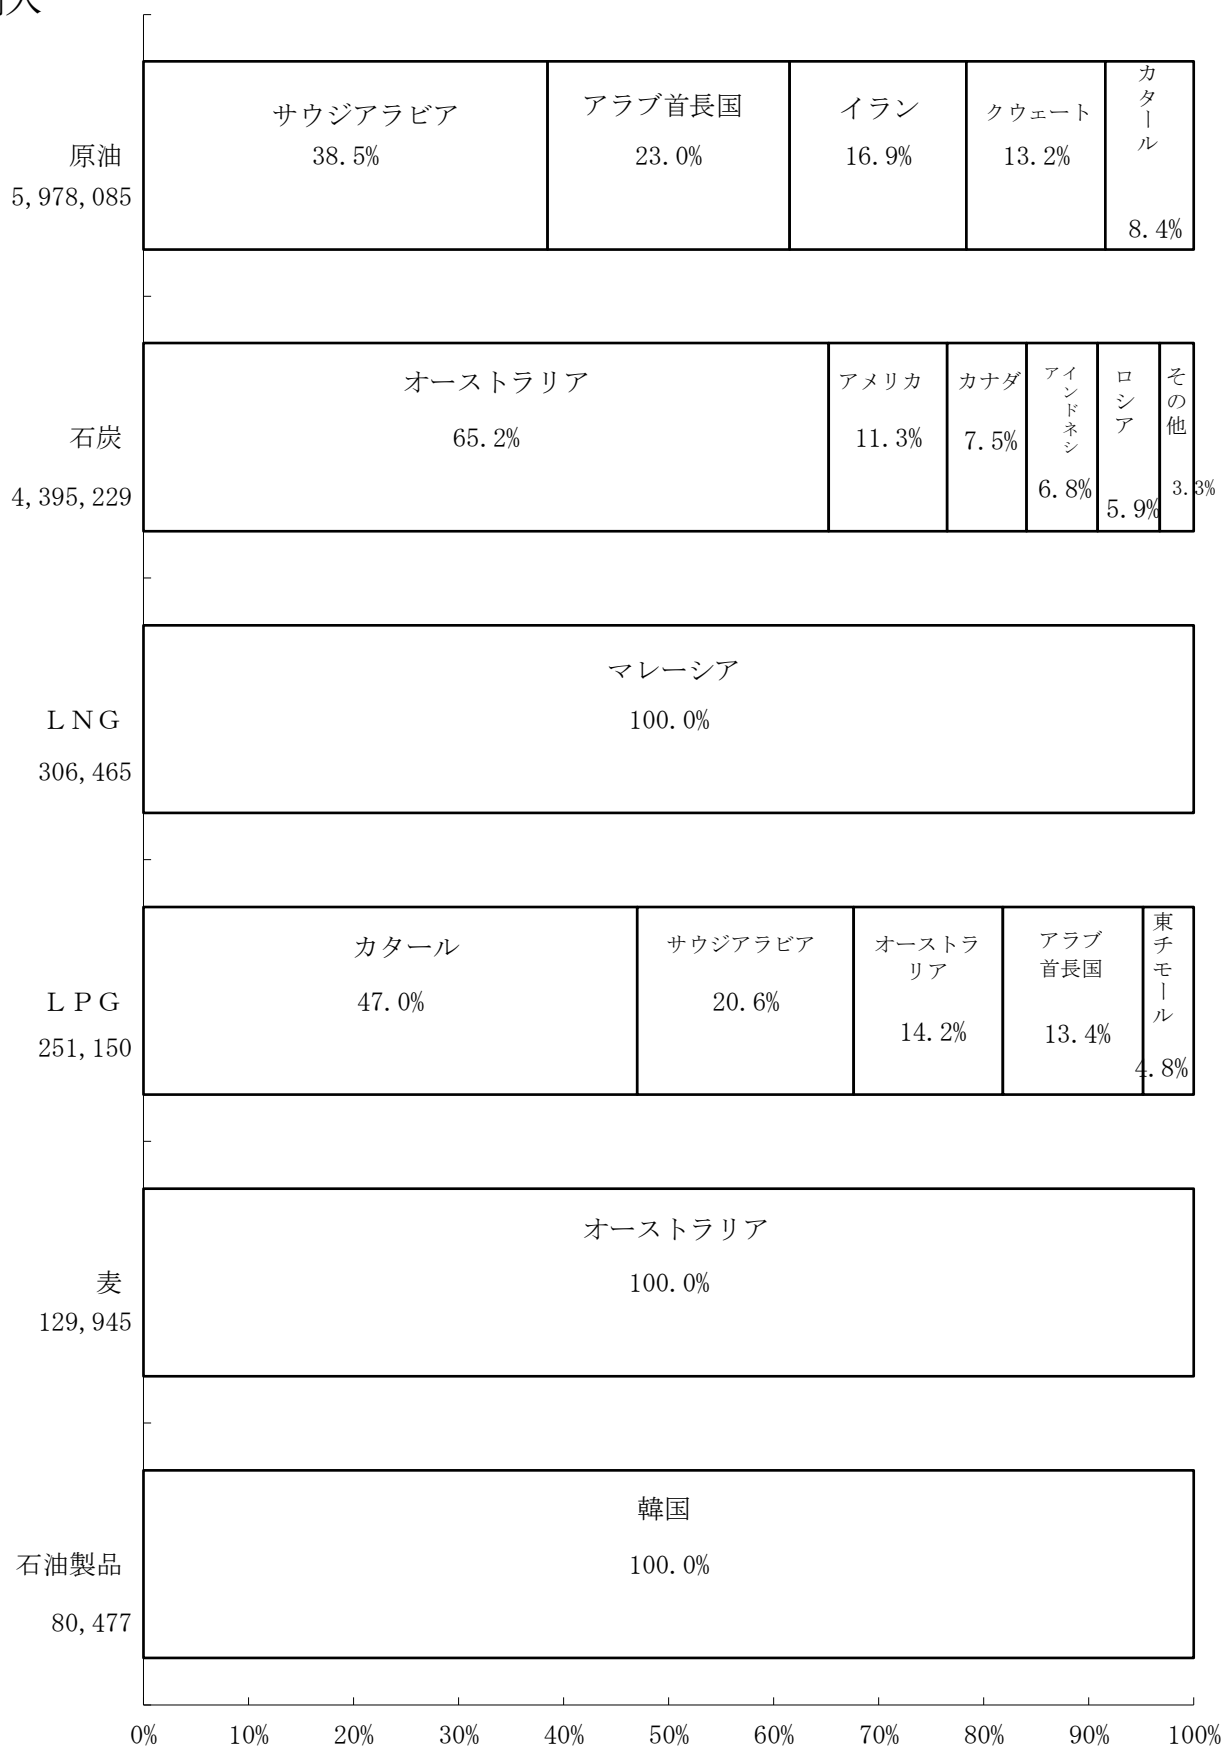 サウジアラビア
38.5%
アラブ首長国
23.0%
イラン
16.9%
クウェート
13.2%
カタール
8.4%
原油
5,978,085
オーストラリア
65.2%
アメリカ
11.3%
カナダ
7.5%
インドネシア
6.8%
ロシア
5.9%
その他
3.3%
石炭
4,395,229
マレーシア
100.0%
ＬＮＧ
306,465
カタール
47.0%
サウジアラビア
20.6%
オーストラ
リア
14.2%
アラブ
首長国
13.4%
東チモール
4.8%
ＬＰＧ
251,150
オーストラリア
100.0%
麦
129,945
韓国
100.0%
石油製品
80,477
0% 10% 20% 30% 40% 50% 60% 70% 80% 90% 100%